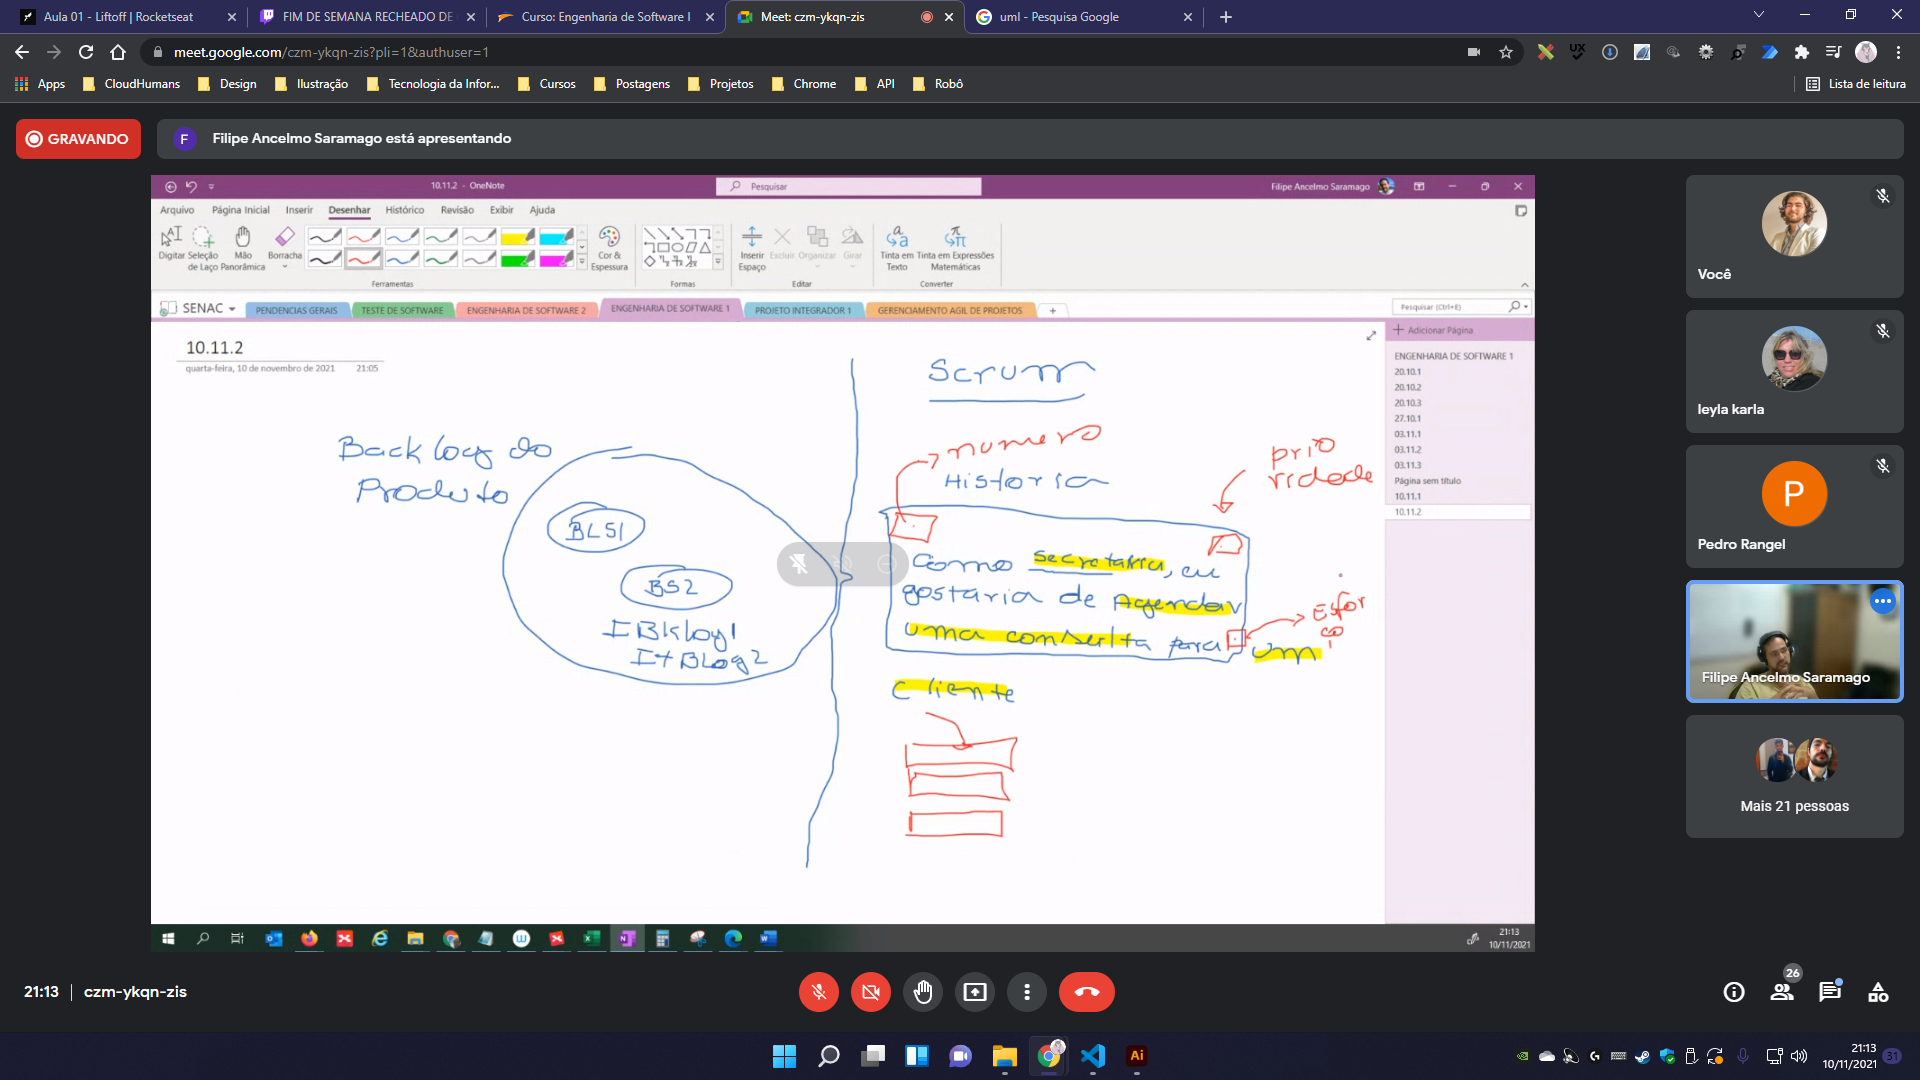 Aula 01 - Liftoff | Rocketseat
FIM DE SEMANA RECHEADO DE
Curso: Engenharia de Software I
Meet: czm-ykqn-zis
uml - Pesquisa Google
meet.google.com/czm-ykqn-zis?pli=1&authuser=1
Apps
CloudHumans
Design
Ilustração
Tecnologia da Infor...
Cursos
Postagens
Projetos
Chrome
API
Robô
Lista de leitura
GRAVANDO
F
Filipe Ancelmo Saramago está apresentando
10.11.2 - OneNote
Pesquisar
Filipe Ancelmo Saramago
Arquivo
Página Inicial
Inserir
Desenhar
Histórico
Revisão
Exibir
Ajuda
Digitar
Seleção de Laço
Mão Panorâmica
Borracha
Cor & Espessura
Inserir Espaço
Excluir
Organizar
Girar
Tinta em Texto
Tinta em Expressões Matemáticas
Ferramentas
Formas
Editar
Converter
SENAC
PENDENCIAS GERAIS
TESTE DE SOFTWARE
ENGENHARIA DE SOFTWARE 2
ENGENHARIA DE SOFTWARE 1
PROJETO INTEGRADOR 1
GERENCIAMENTO AGIL DE PROJETOS
Pesquisar (Ctrl+E)
Adicionar Página
ENGENHARIA DE SOFTWARE 1
20.10.1
20.10.2
20.10.3
27.10.1
03.11.1
03.11.2
03.11.3
Página sem título
10.11.1
10.11.2
10.11.2
quarta-feira, 10 de novembro de 2021
21:05
Backlog do
Produto
BLS1
BS2
IBKlog1
ItBLog2
Scrum
numero
Historia
prio
ridade
Como secretária, eu
gostaria de Agendar
uma consulta para um
cliente
Esfor
ço
21:13
10/11/2021
Você
leyla karla
P
Pedro Rangel
Filipe Ancelmo Saramago
Mais 21 pessoas
21:13
czm-ykqn-zis
26
Ai
21:13
10/11/2021
31